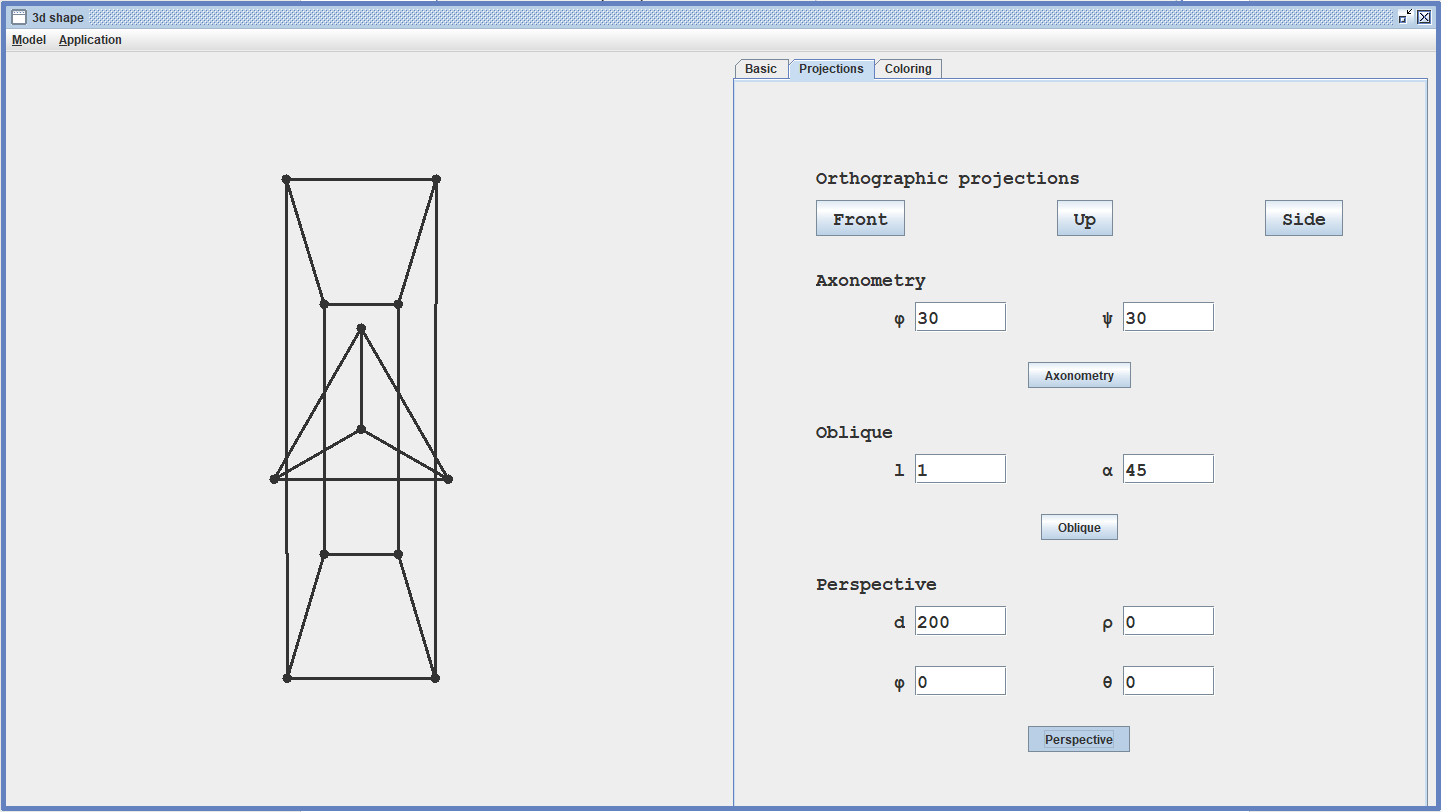 3d shape
Model Application
Basic Projections Coloring
Orthographic projections
Front Up Side
Axonometry
φ 30 ψ 30
Axonometry
Oblique
l 1 α 45
Oblique
Perspective
d 200 ρ 0
φ 0 θ 0
Perspective